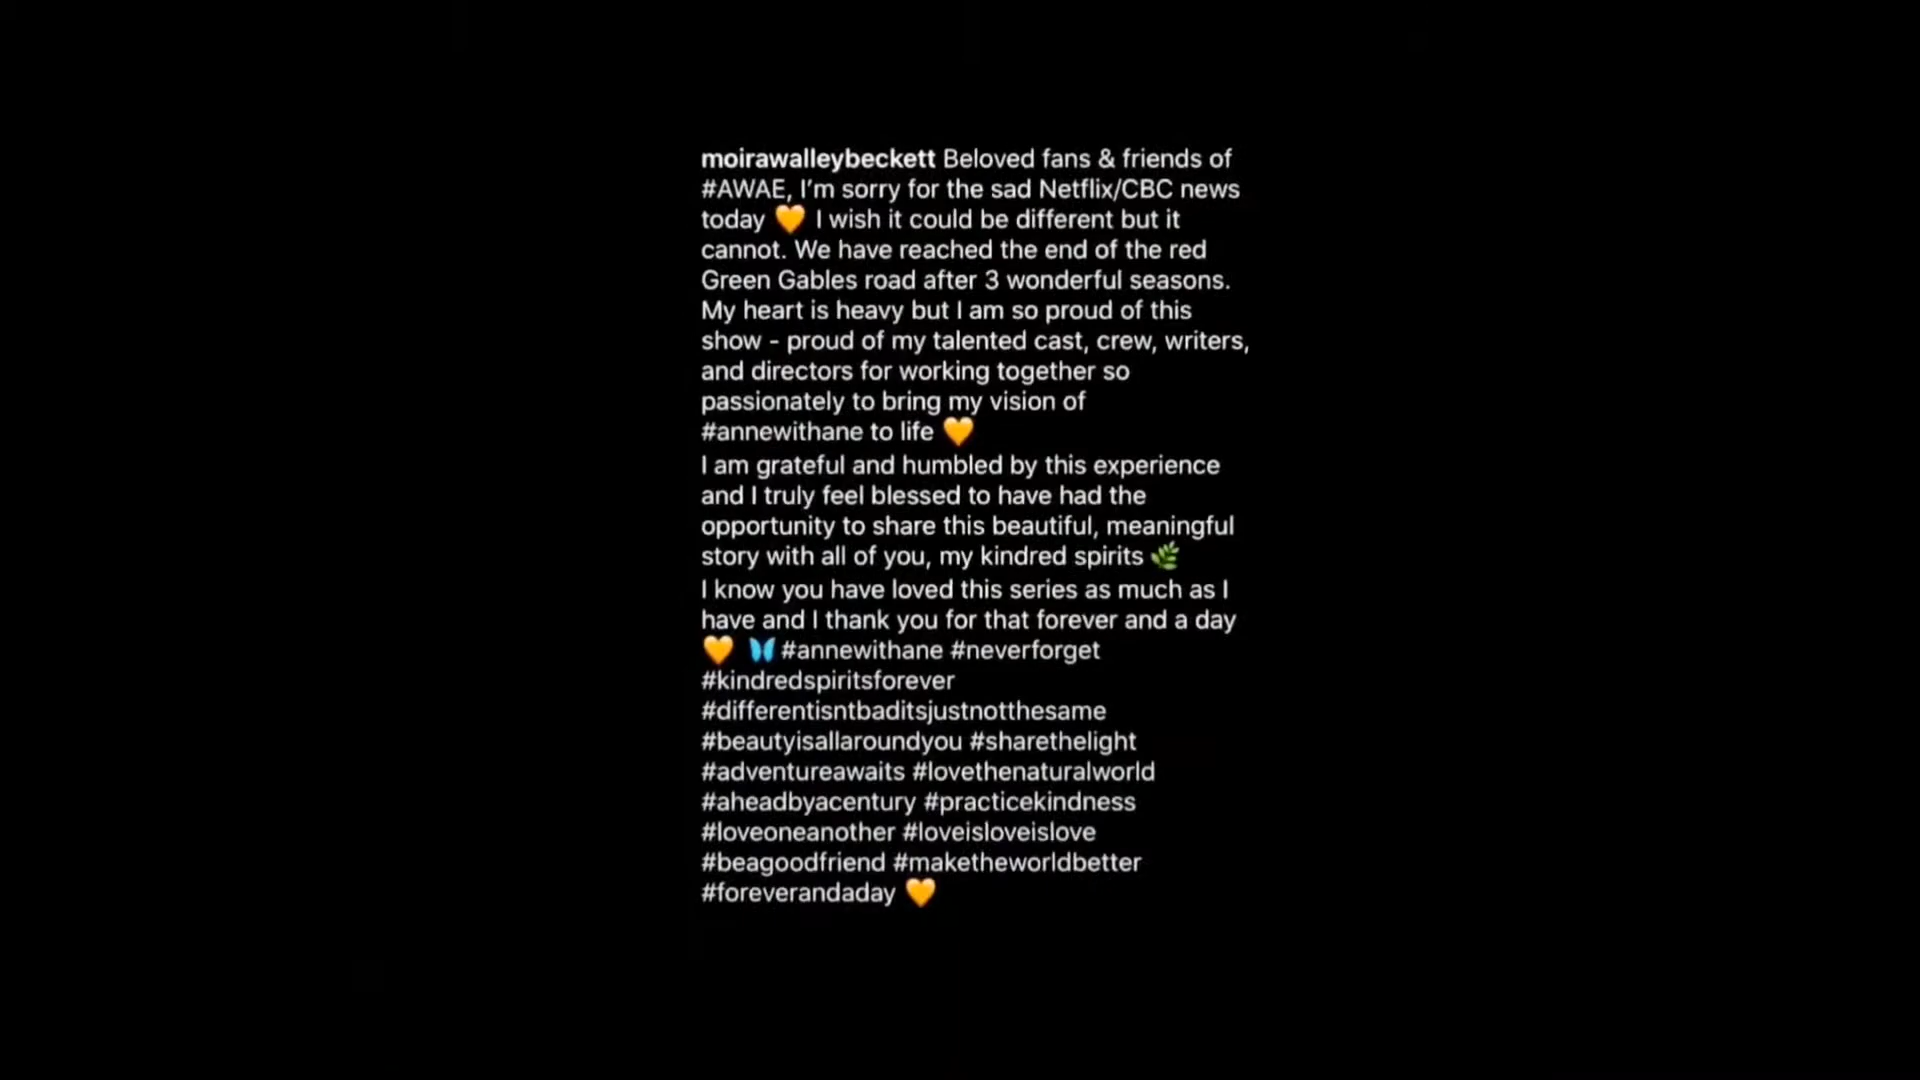 moirawalleybeckett Beloved fans & friends of
#AWAE, I'm sorry for the sad Netflix/CBC news
today 🧡 I wish it could be different but it
cannot. We have reached the end of the red
Green Gables road after 3 wonderful seasons.
My heart is heavy but I am so proud of this
show - proud of my talented cast, crew, writers,
and directors for working together so
passionately to bring my vision of
#annewithane to life 🧡
I am grateful and humbled by this experience
and I truly feel blessed to have had the
opportunity to share this beautiful, meaningful
story with all of you, my kindred spirits 🌿
I know you have loved this series as much as I
have and I thank you for that forever and a day
🧡 🦋 #annewithane #neverforget
#kindredspiritsforever
#differentisntbaditsjustnotthesame
#beautyisallaroundyou #sharethelight
#adventureawaits #lovethenaturalworld
#aheadbyacentury #practicekindness
#loveoneanother #loveisloveislove
#beagoodfriend #maketheworldbetter
#foreverandaday 🧡